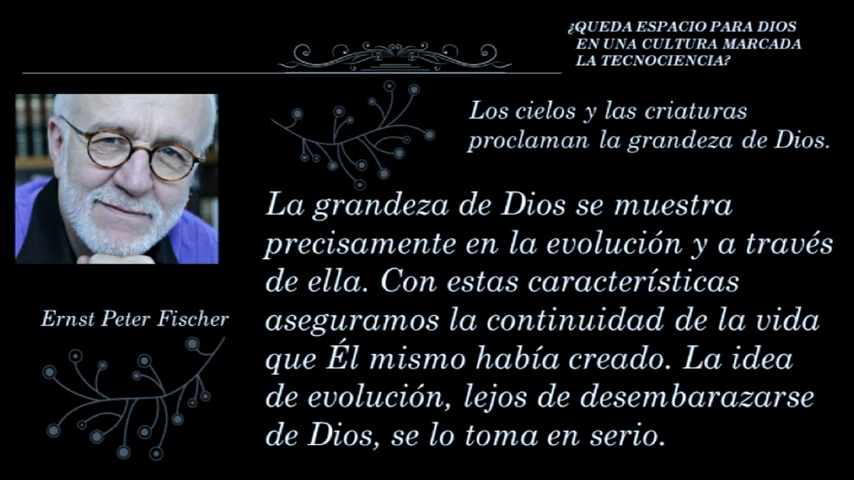 ¿QUEDA ESPACIO PARA DIOS
EN UNA CULTURA MARCADA
LA TECNOCIENCIA?
Los cielos y las criaturas
proclaman la grandeza de Dios.
La grandeza de Dios se muestra
precisamente en la evolución y a través
de ella. Con estas características
aseguramos la continuidad de la vida
que Él mismo había creado. La idea
de evolución, lejos de desembarazarse
de Dios, se lo toma en serio.
Ernst Peter Fischer